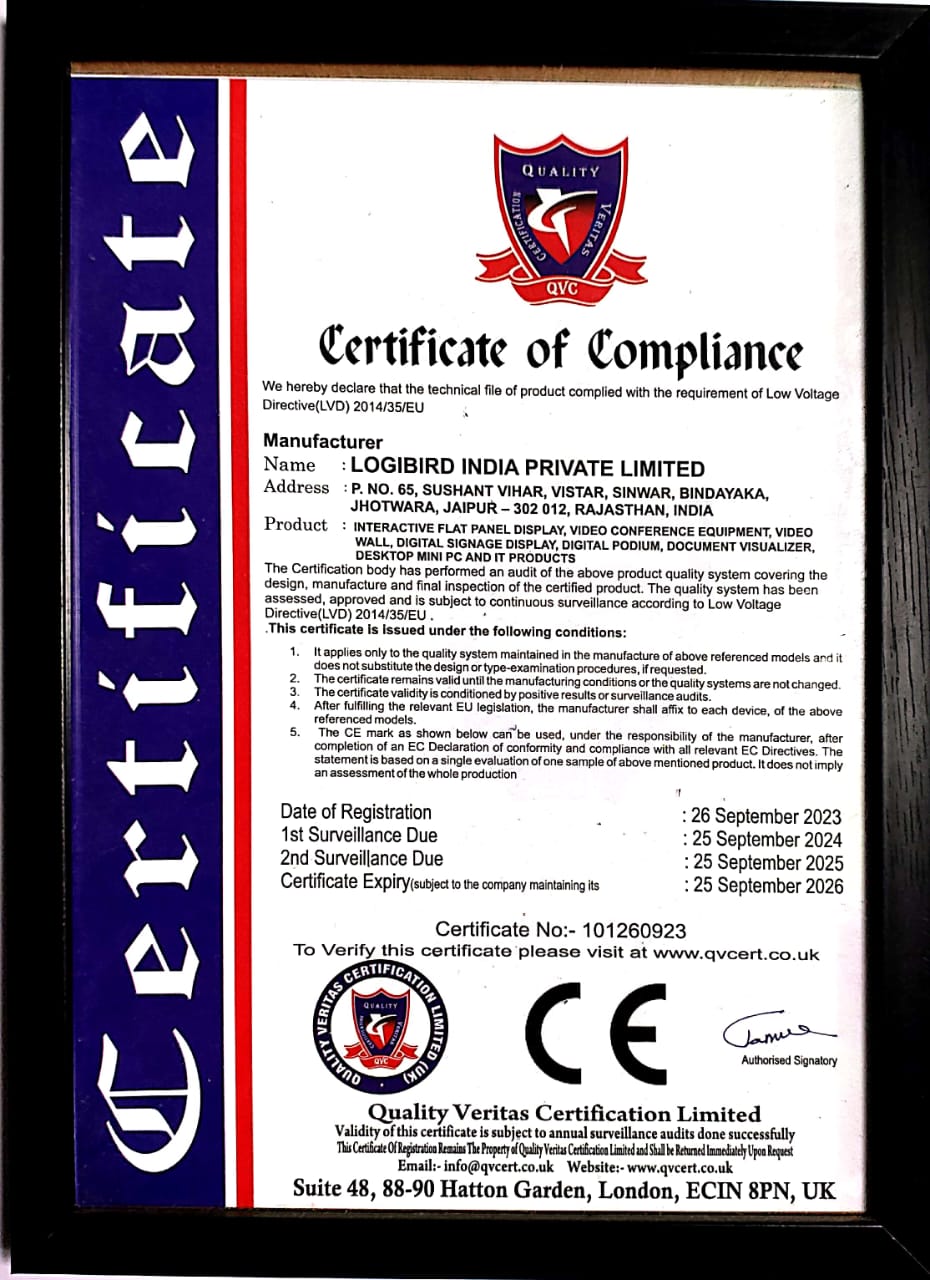 Certificate
QUALITY
CERTIFICATION
VERITAS
QVC
Certificate of Compliance
We hereby declare that the technical file of product complied with the requirement of Low Voltage
Directive(LVD) 2014/35/EU
Manufacturer
Name : LOGIBIRD INDIA PRIVATE LIMITED
Address : P. NO. 65, SUSHANT VIHAR, VISTAR, SINWAR, BINDAYAKA,
JHOTWARA, JAIPUR – 302 012, RAJASTHAN, INDIA
Product : INTERACTIVE FLAT PANEL DISPLAY, VIDEO CONFERENCE EQUIPMENT, VIDEO
WALL, DIGITAL SIGNAGE DISPLAY, DIGITAL PODIUM, DOCUMENT VISUALIZER,
DESKTOP MINI PC AND IT PRODUCTS
The Certification body has performed an audit of the above product quality system covering the
design, manufacture and final inspection of the certified product. The quality system has been
assessed, approved and is subject to continuous surveillance according to Low Voltage
Directive(LVD) 2014/35/EU .
.This certificate is issued under the following conditions:
1. It applies only to the quality system maintained in the manufacture of above referenced models and it
does not substitute the design or type-examination procedures, if requested.
2. The certificate remains valid until the manufacturing conditions or the quality systems are not changed.
3. The certificate validity is conditioned by positive results or surveillance audits.
4. After fulfilling the relevant EU legislation, the manufacturer shall affix to each device, of the above
referenced models.
5. The CE mark as shown below can be used, under the responsibility of the manufacturer, after
completion of an EC Declaration of conformity and compliance with all relevant EC Directives. The
statement is based on a single evaluation of one sample of above mentioned product. It does not imply
an assessment of the whole production
Date of Registration : 26 September 2023
1st Surveillance Due : 25 September 2024
2nd Surveillance Due : 25 September 2025
Certificate Expiry(subject to the company maintaining its : 25 September 2026
Certificate No:- 101260923
To Verify this certificate please visit at www.qvcert.co.uk
QUALITY VERITAS CERTIFICATION LIMITED (UK)
QUALITY
CERTIFICATION
VERITAS
QVC
CE
Authorised Signatory
Quality Veritas Certification Limited
Validity of this certificate is subject to annual surveillance audits done successfully
This Certificate Of Registration Remains The Property of Quality Veritas Certification Limited and Shall be Returned Immediately Upon Request
Email:- info@qvcert.co.uk Website:- www.qvcert.co.uk
Suite 48, 88-90 Hatton Garden, London, ECIN 8PN, UK